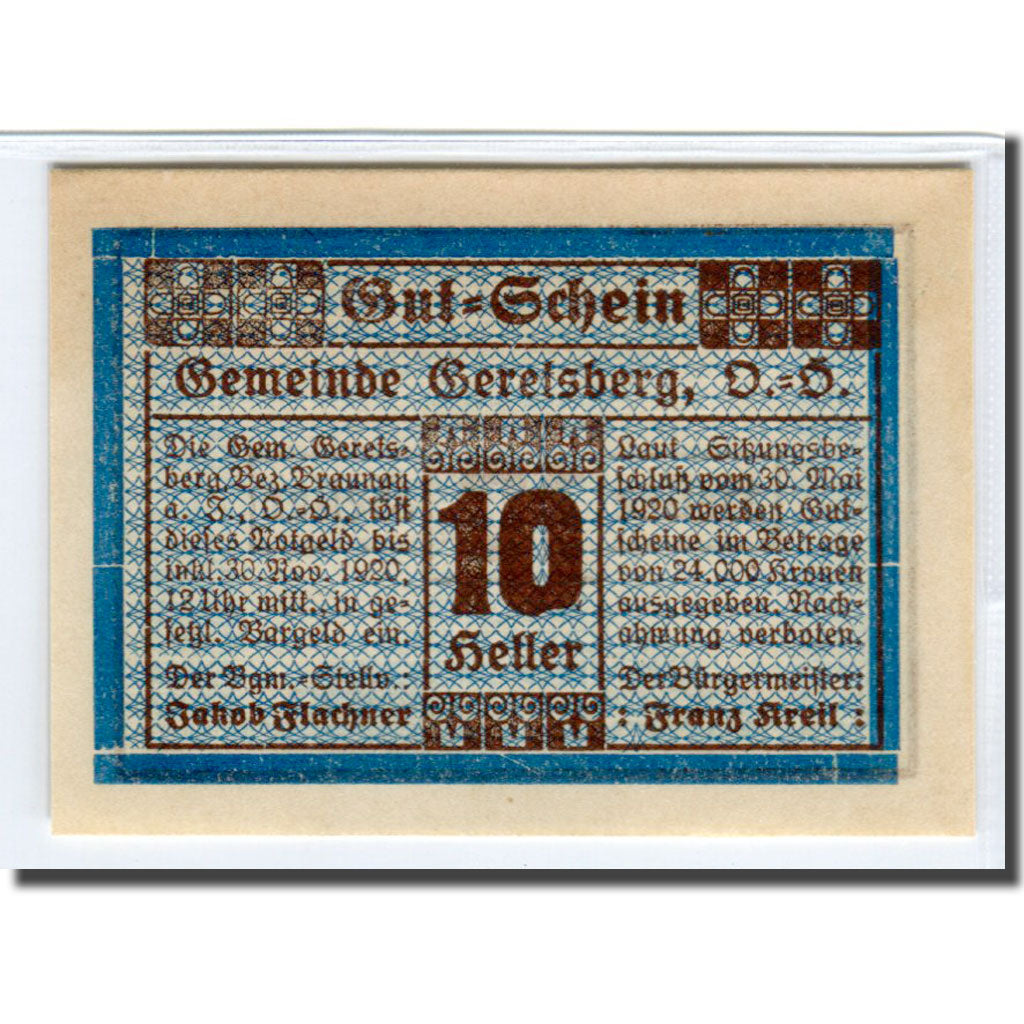 Gut-Schein
Gemeinde Geretsberg, O.-Ö.
Die Gem. Gerets-
berg, Bez. Braunau
a. I., O.-Ö., löst
dieses Notgeld bis
inkl. 30. Nov. 1920,
12 Uhr mitt., in ge-
setzl. Bargeld ein.
Der Bgm.-Stellv.:
Jakob Flachner
10
Heller
Laut Sitzungsbe-
schluß vom 30. Mai
1920 werden Gut-
scheine im Betrage
von 24.000 Kronen
ausgegeben. Nach-
ahmung verboten.
Der Bürgermeister:
: Franz Kreil :